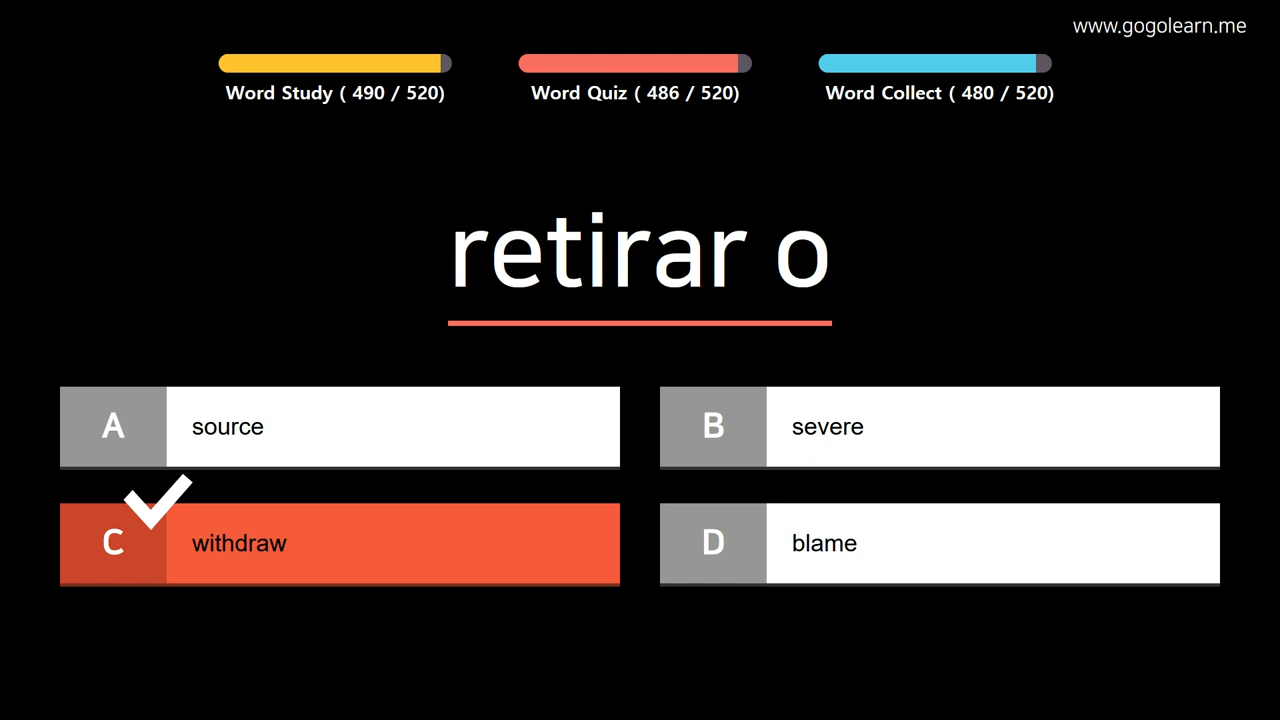 www.gogolearn.me
Word Study ( 490 / 520)
Word Quiz ( 486 / 520)
Word Collect ( 480 / 520)
retirar o
A source
B severe
C withdraw
D blame